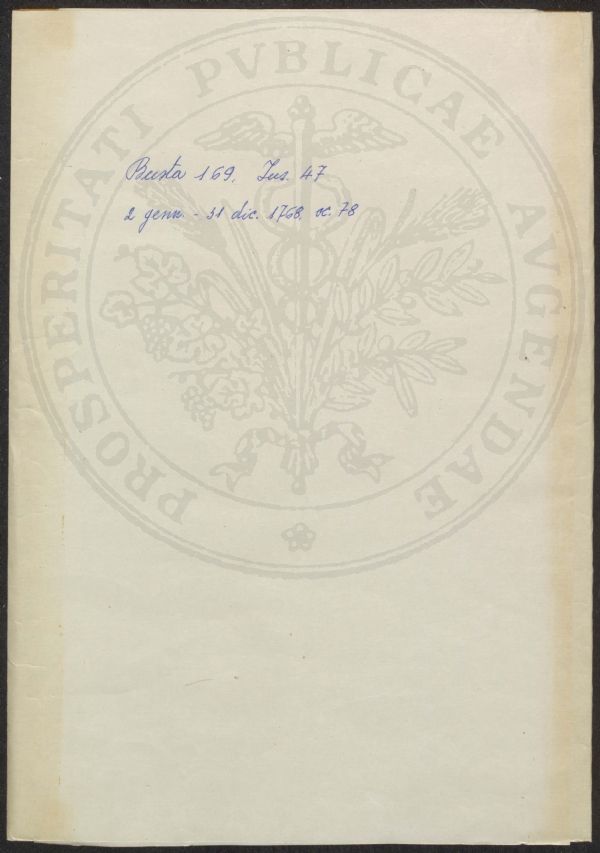 PROSPERITATI PVBLICAE AVGENDAE
Busta 169, Ins. 47
2 genn. - 31 dic. 1768. cc. 78